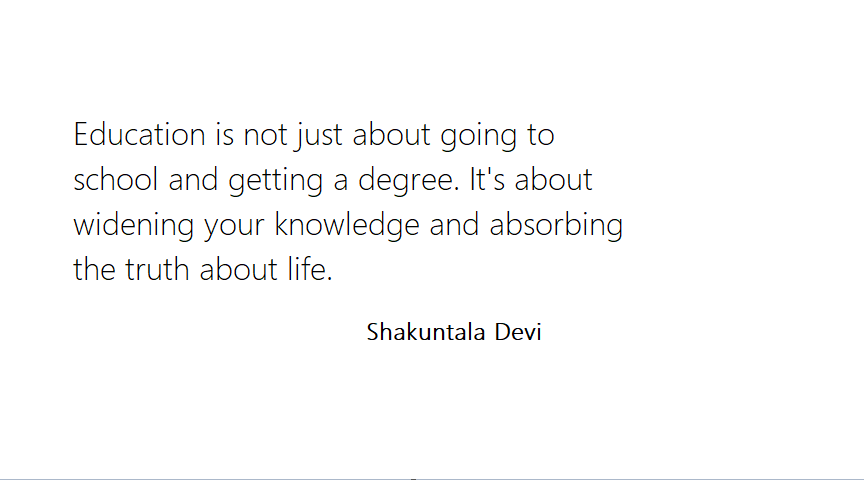 Education is not just about going to
school and getting a degree. It's about
widening your knowledge and absorbing
the truth about life.
Shakuntala Devi